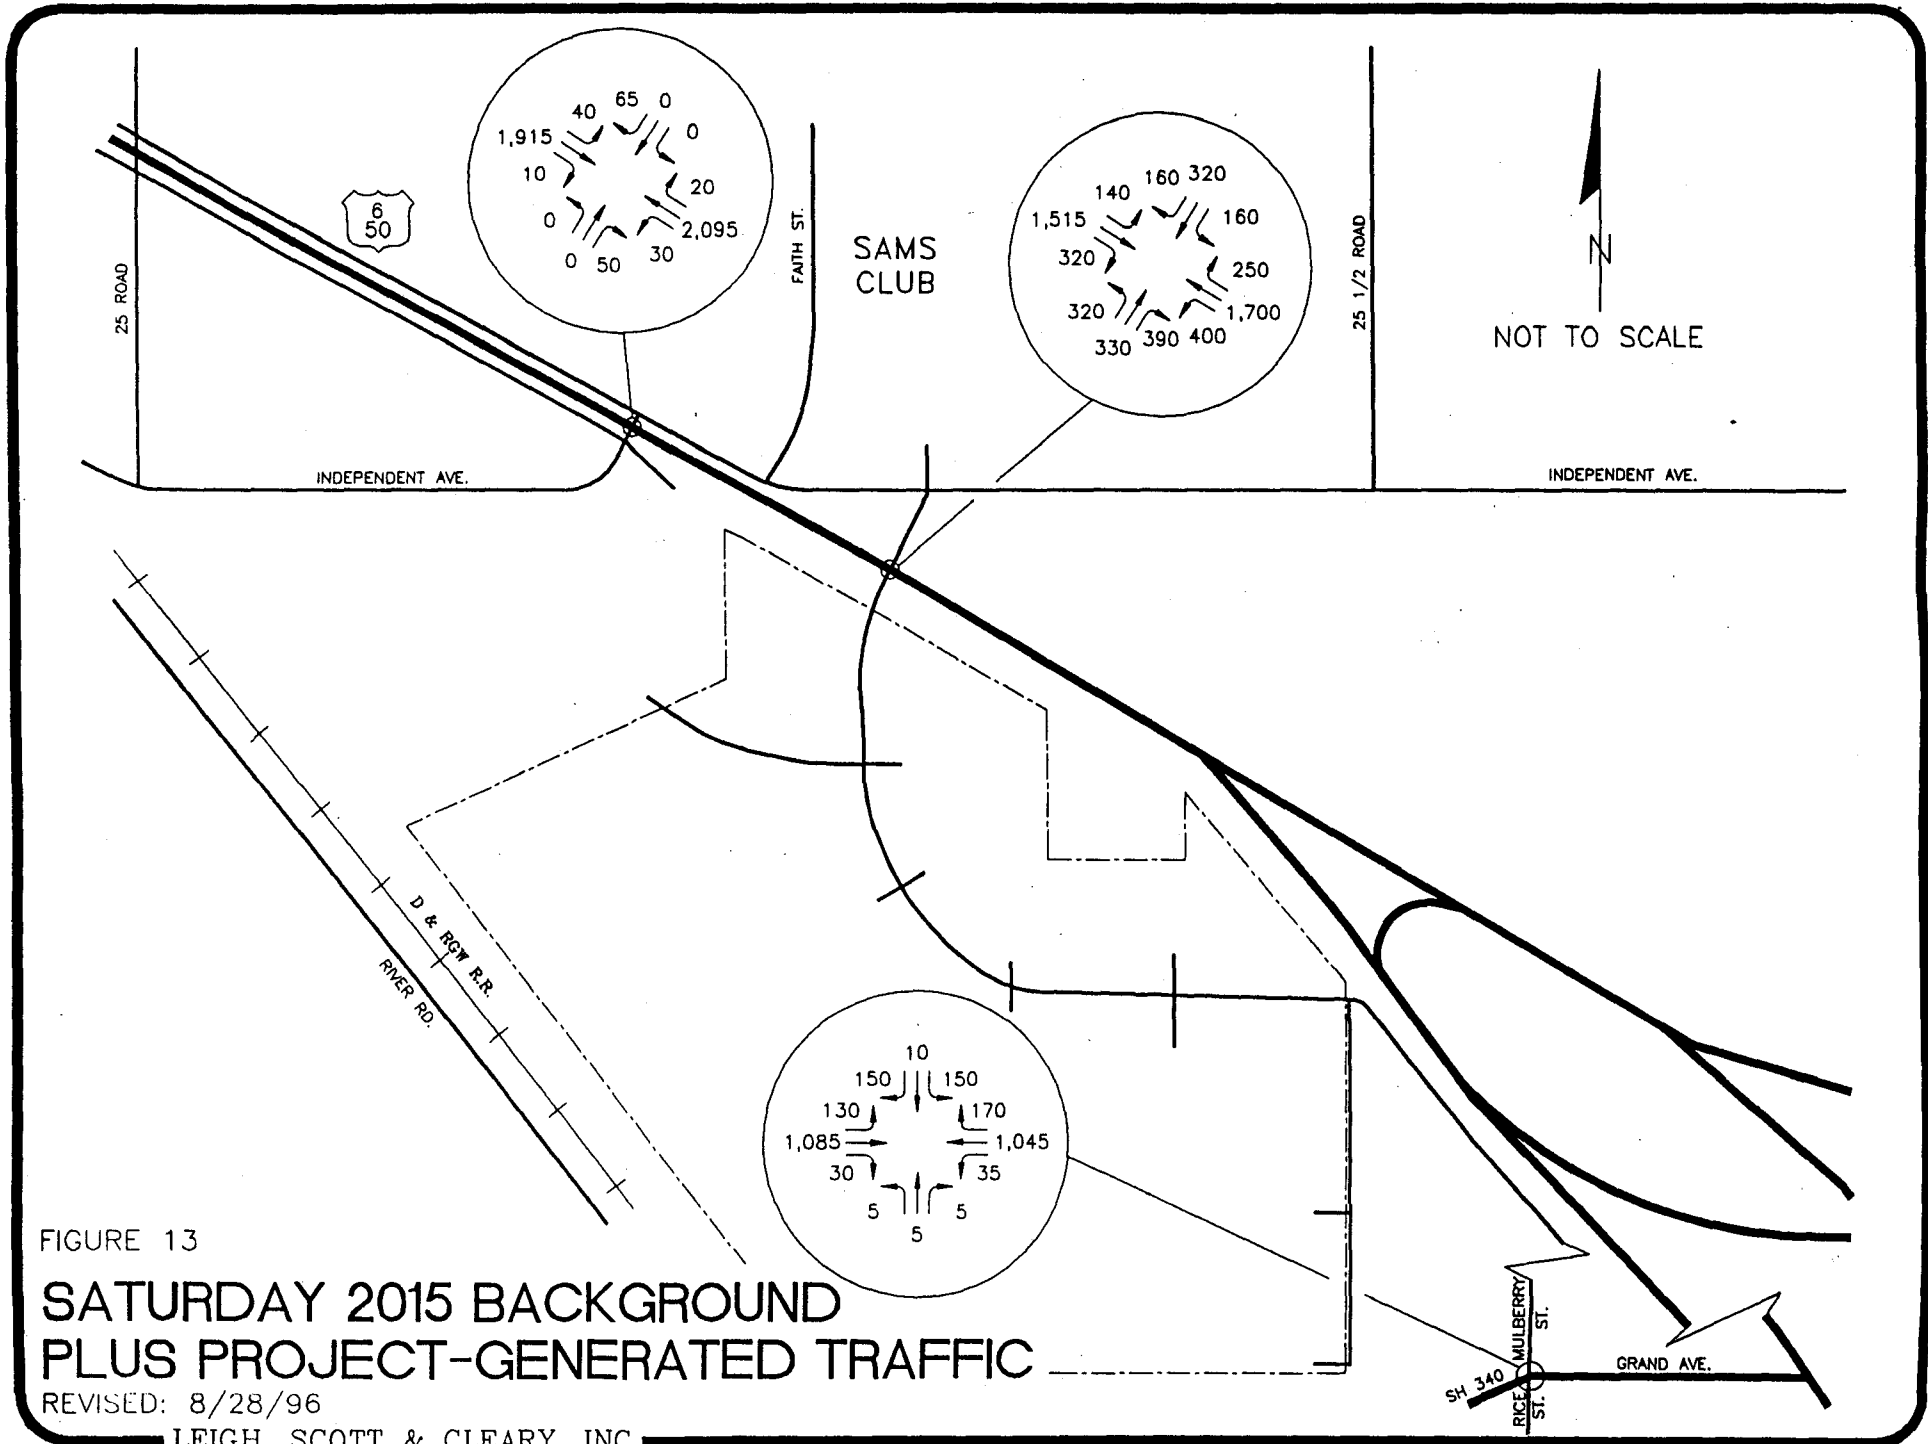 65 0
40 0
1,915
10
20
0 2,095
0 50 30
6
50
25 ROAD
FAITH ST.
SAMS
CLUB
160 320
140 160
1,515
320
250
320 1,700
330 390 400
25 1/2 ROAD
N
NOT TO SCALE
INDEPENDENT AVE.
INDEPENDENT AVE.
D & RGW R.R.
RIVER RD.
10
150 150
130 170
1,085 1,045
30 35
5 5
5
MULBERRY
ST.
SH 340
RICE
ST.
GRAND AVE.
FIGURE 13
SATURDAY 2015 BACKGROUND
PLUS PROJECT-GENERATED TRAFFIC
REVISED: 8/28/96
LEIGH, SCOTT & CLEARY, INC.